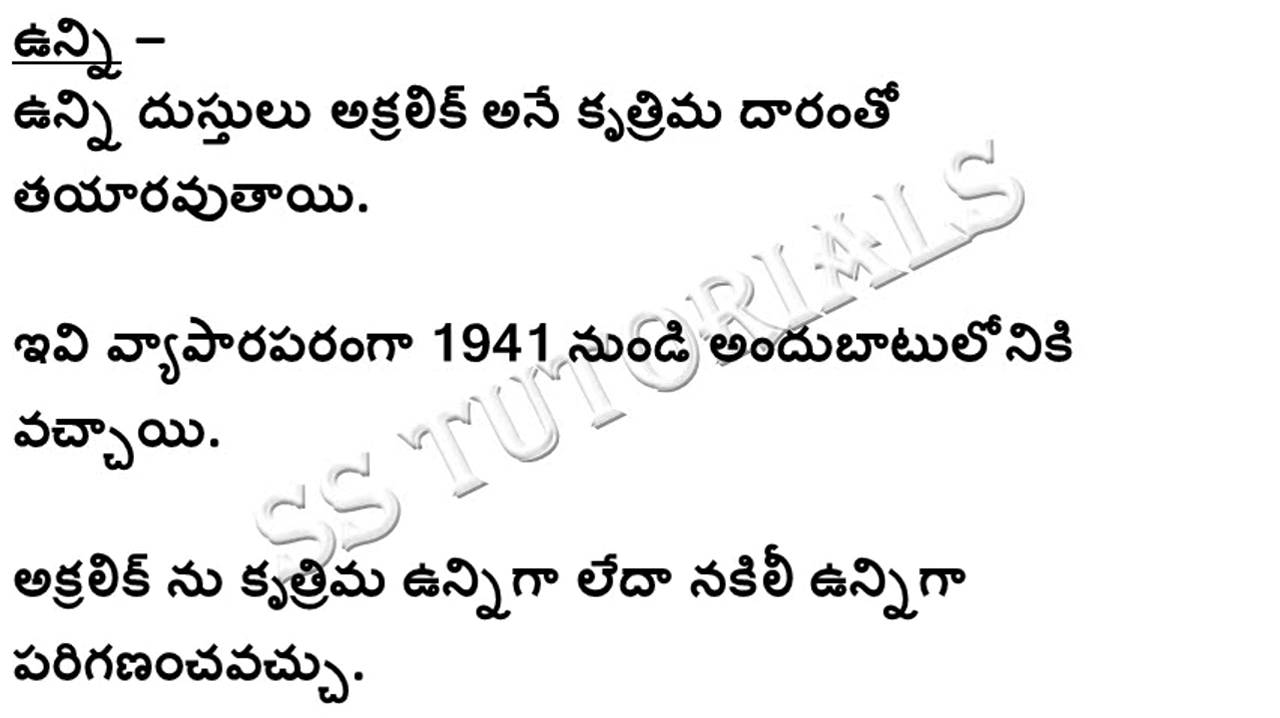 ఉన్ని –
ఉన్ని దుస్తులు అక్రలిక్ అనే కృత్రిమ దారంతో
తయారవుతాయి.
ఇవి వ్యాపారపరంగా 1941 నుండి అందుబాటులోనికి
వచ్చాయి.
అక్రలిక్ ను కృత్రిమ ఉన్నిగా లేదా నకిలీ ఉన్నిగా
పరిగణంచవచ్చు.
SS TUTORIALS